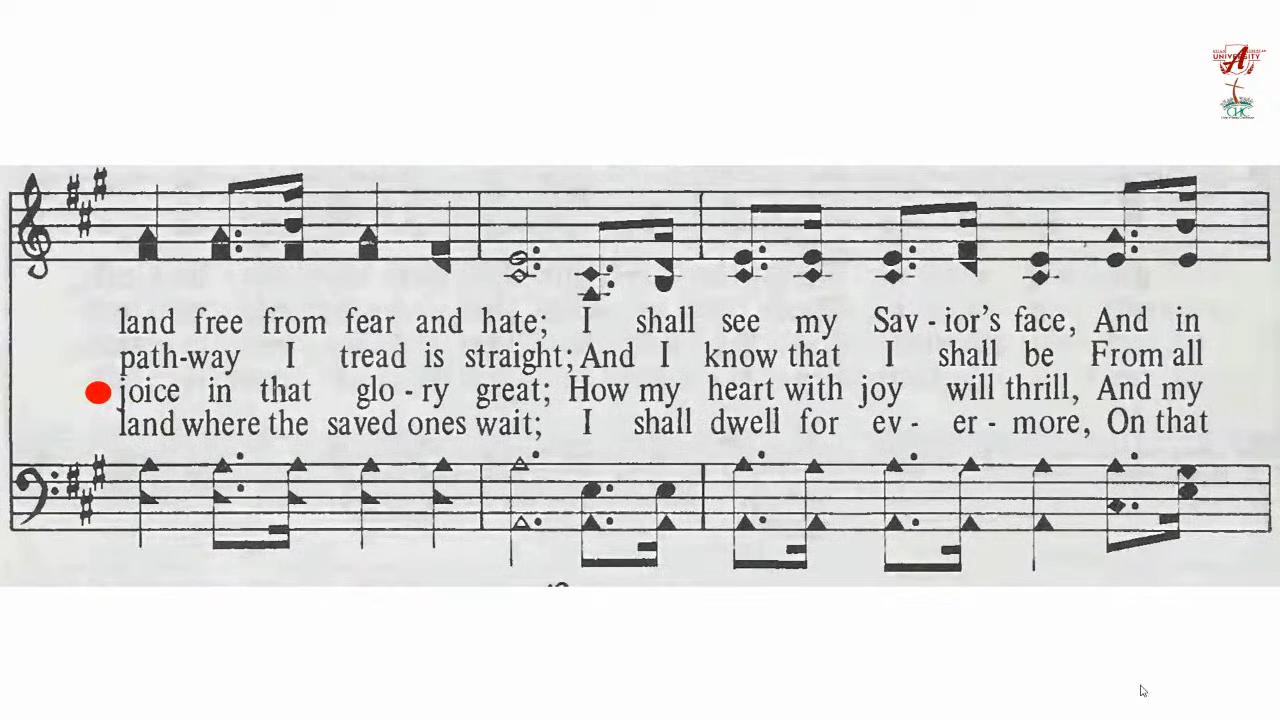 UNIVERSITY
CHC
land free from fear and hate; I shall see my Sav - ior's face, And in
path-way I tread is straight; And I know that I shall be From all
joice in that glo - ry great; How my heart with joy will thrill, And my
land where the saved ones wait; I shall dwell for ev - er - more, On that